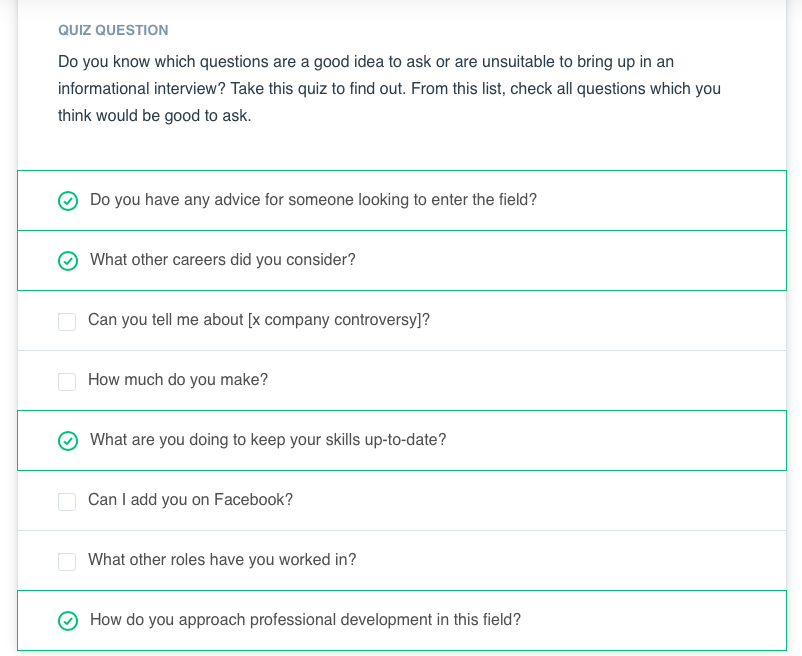 QUIZ QUESTION
Do you know which questions are a good idea to ask or are unsuitable to bring up in an
informational interview? Take this quiz to find out. From this list, check all questions which you
think would be good to ask.
Do you have any advice for someone looking to enter the field?
What other careers did you consider?
Can you tell me about [x company controversy]?
How much do you make?
What are you doing to keep your skills up-to-date?
Can I add you on Facebook?
What other roles have you worked in?
How do you approach professional development in this field?